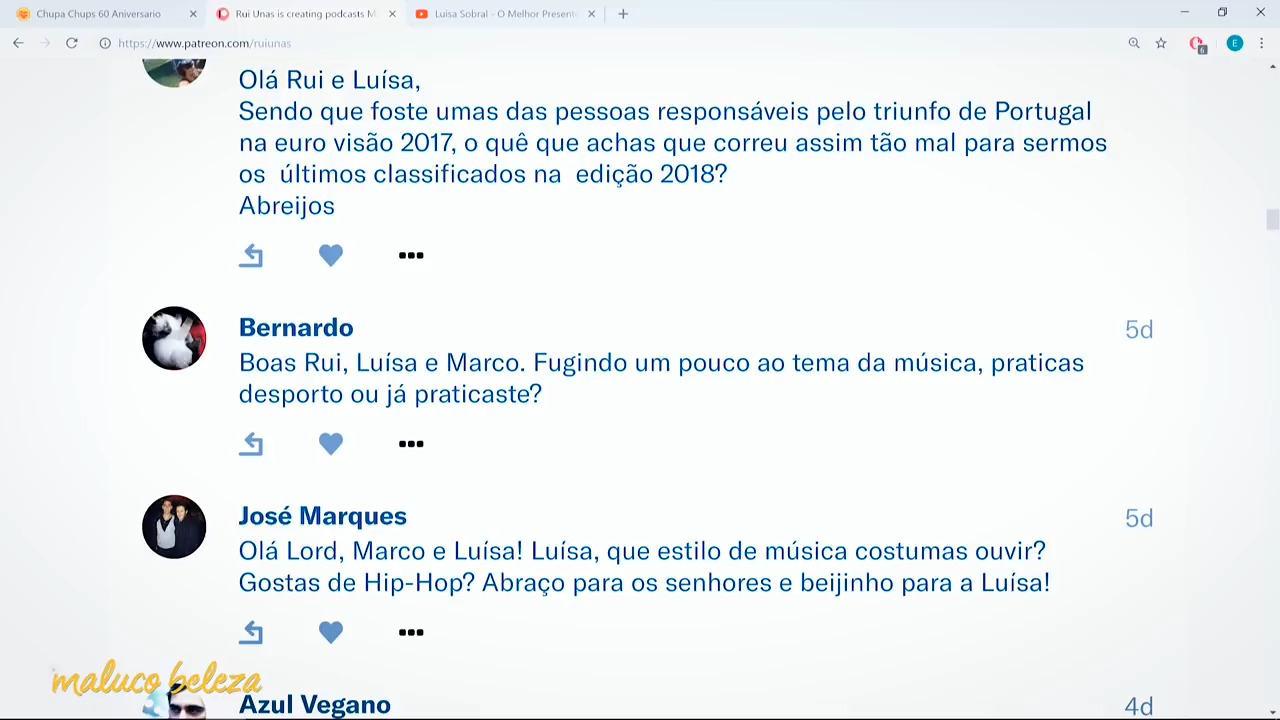 Chupa Chups 60 Aniversario
Rui Unas is creating podcasts M
Luísa Sobral - O Melhor Present
https://www.patreon.com/ruiunas
E
6
Olá Rui e Luísa,
Sendo que foste umas das pessoas responsáveis pelo triunfo de Portugal
na euro visão 2017, o quê que achas que correu assim tão mal para sermos
os últimos classificados na edição 2018?
Abreijos
Bernardo
5d
Boas Rui, Luísa e Marco. Fugindo um pouco ao tema da música, praticas
desporto ou já praticaste?
José Marques
5d
Olá Lord, Marco e Luísa! Luísa, que estilo de música costumas ouvir?
Gostas de Hip-Hop? Abraço para os senhores e beijinho para a Luísa!
maluco beleza
Azul Vegano
4d